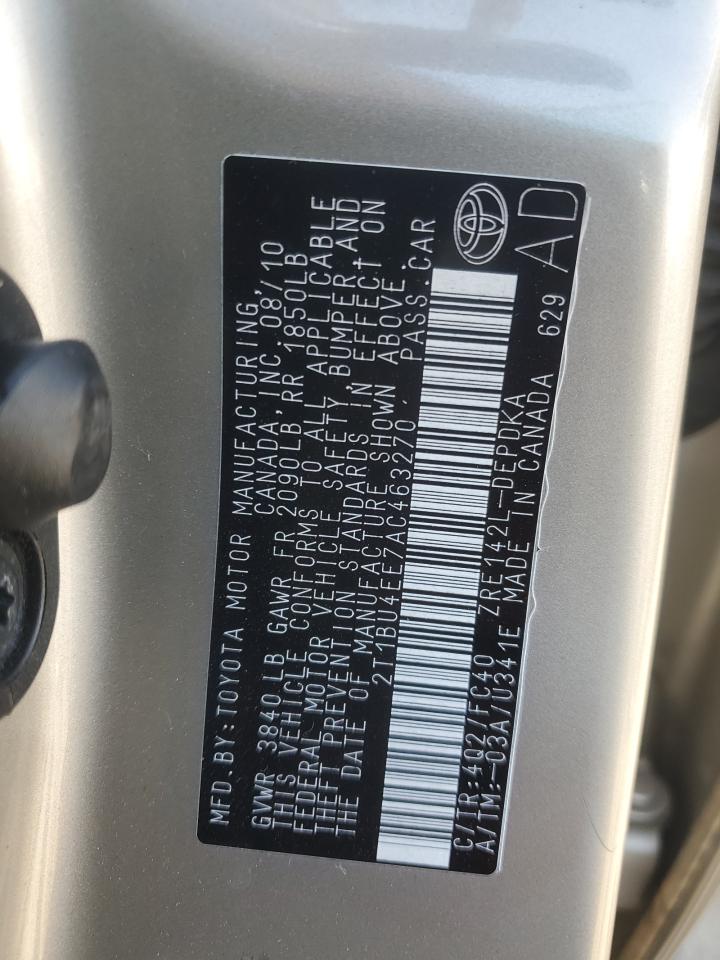 MFD.BY:TOYOTA MOTOR MANUFACTURING,
CANADA, INC. 08/10
GVWR 3840 LB GAWR FR 2090LB, RR 1850LB
THIS VEHICLE CONFORMS TO ALL APPLICABLE
FEDERAL MOTOR VEHICLE SAFETY, BUMPER, AND
THEFT PREVENTION STANDARDS IN EFFECT ON
THE DATE OF MANUFACTURE SHOWN ABOVE.
2T1BU4EE7AC463270 PASS.CAR
C/TR:4Q2/FC40 ZRE142L-DEPDKA
A/TM:-03A/U341E MADE IN CANADA 629
AD